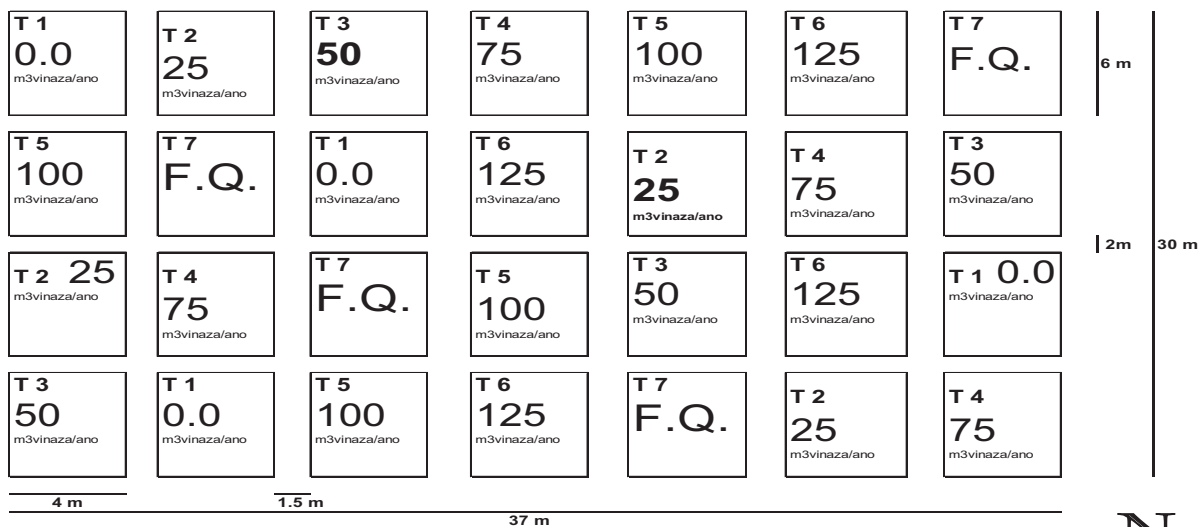 T 1
0.0
m3vinaza/ano
T 2
25
m3vinaza/ano
T 3
50
m3vinaza/ano
T 4
75
m3vinaza/ano
T 5
100
m3vinaza/ano
T 6
125
m3vinaza/ano
T 7
F.Q.
6 m
T 5
100
m3vinaza/ano
T 7
F.Q.
T 1
0.0
m3vinaza/ano
T 6
125
m3vinaza/ano
T 2
25
m3vinaza/ano
T 4
75
m3vinaza/ano
T 3
50
m3vinaza/ano
2m
30 m
T 2 25
m3vinaza/ano
T 4
75
m3vinaza/ano
T 7
F.Q.
T 5
100
m3vinaza/ano
T 3
50
m3vinaza/ano
T 6
125
m3vinaza/ano
T 1 0.0
m3vinaza/ano
T 3
50
m3vinaza/ano
T 1
0.0
m3vinaza/ano
T 5
100
m3vinaza/ano
T 6
125
m3vinaza/ano
T 7
F.Q.
T 2
25
m3vinaza/ano
T 4
75
m3vinaza/ano
4 m
1.5 m
37 m
N